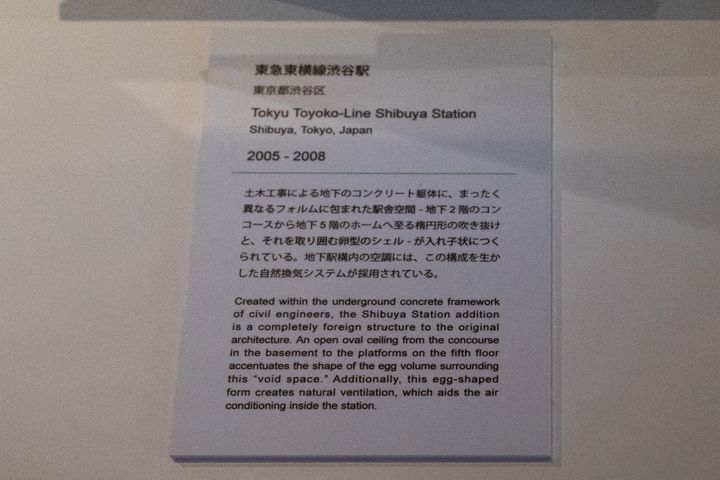 東急東横線渋谷駅
東京都渋谷区
Tokyu Toyoko-Line Shibuya Station
Shibuya, Tokyo, Japan
2005 - 2008
土木工事による地下のコンクリート躯体に、まったく
異なるフォルムに包まれた駅舎空間 - 地下 2 階のコン
コースから地下 5 階のホームへ至る楕円形の吹き抜け
と、それを取り囲む卵型のシェル - が入れ子状につく
られている。地下駅構内の空調には、この構成を生か
した自然換気システムが採用されている。
Created within the underground concrete framework
of civil engineers, the Shibuya Station addition
is a completely foreign structure to the original
architecture. An open oval ceiling from the concourse
in the basement to the platforms on the fifth floor
accentuates the shape of the egg volume surrounding
this “void space.” Additionally, this egg-shaped
form creates natural ventilation, which aids the air
conditioning inside the station.